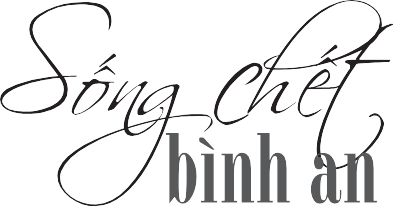 Sống chết
bình an